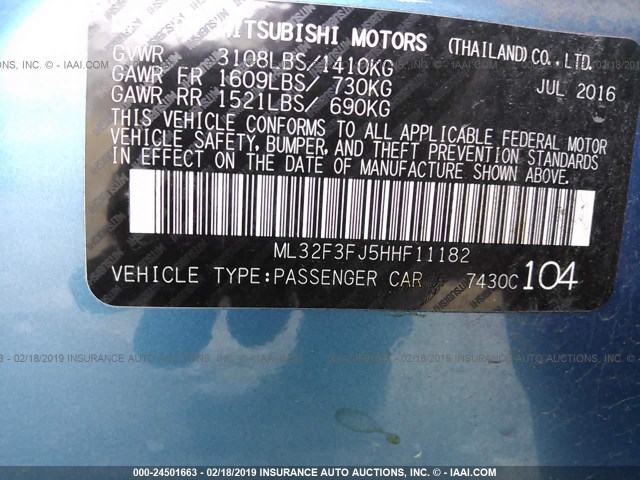 MITSUBISHI MOTORS (THAILAND) CO., LTD.
GVWR 3108LBS/1410KG JUL 2016
GAWR FR 1609LBS/ 730KG
GAWR RR 1521LBS/ 690KG
THIS VEHICLE CONFORMS TO ALL APPLICABLE FEDERAL MOTOR
VEHICLE SAFETY, BUMPER, AND THEFT PREVENTION STANDARDS
IN EFFECT ON THE DATE OF MANUFACTURE SHOWN ABOVE.
ML32F3FJ5HHF11182
VEHICLE TYPE:PASSENGER CAR 7430C 104
000-24501663 - 02/18/2019 INSURANCE AUTO AUCTIONS - © IAAI.COM